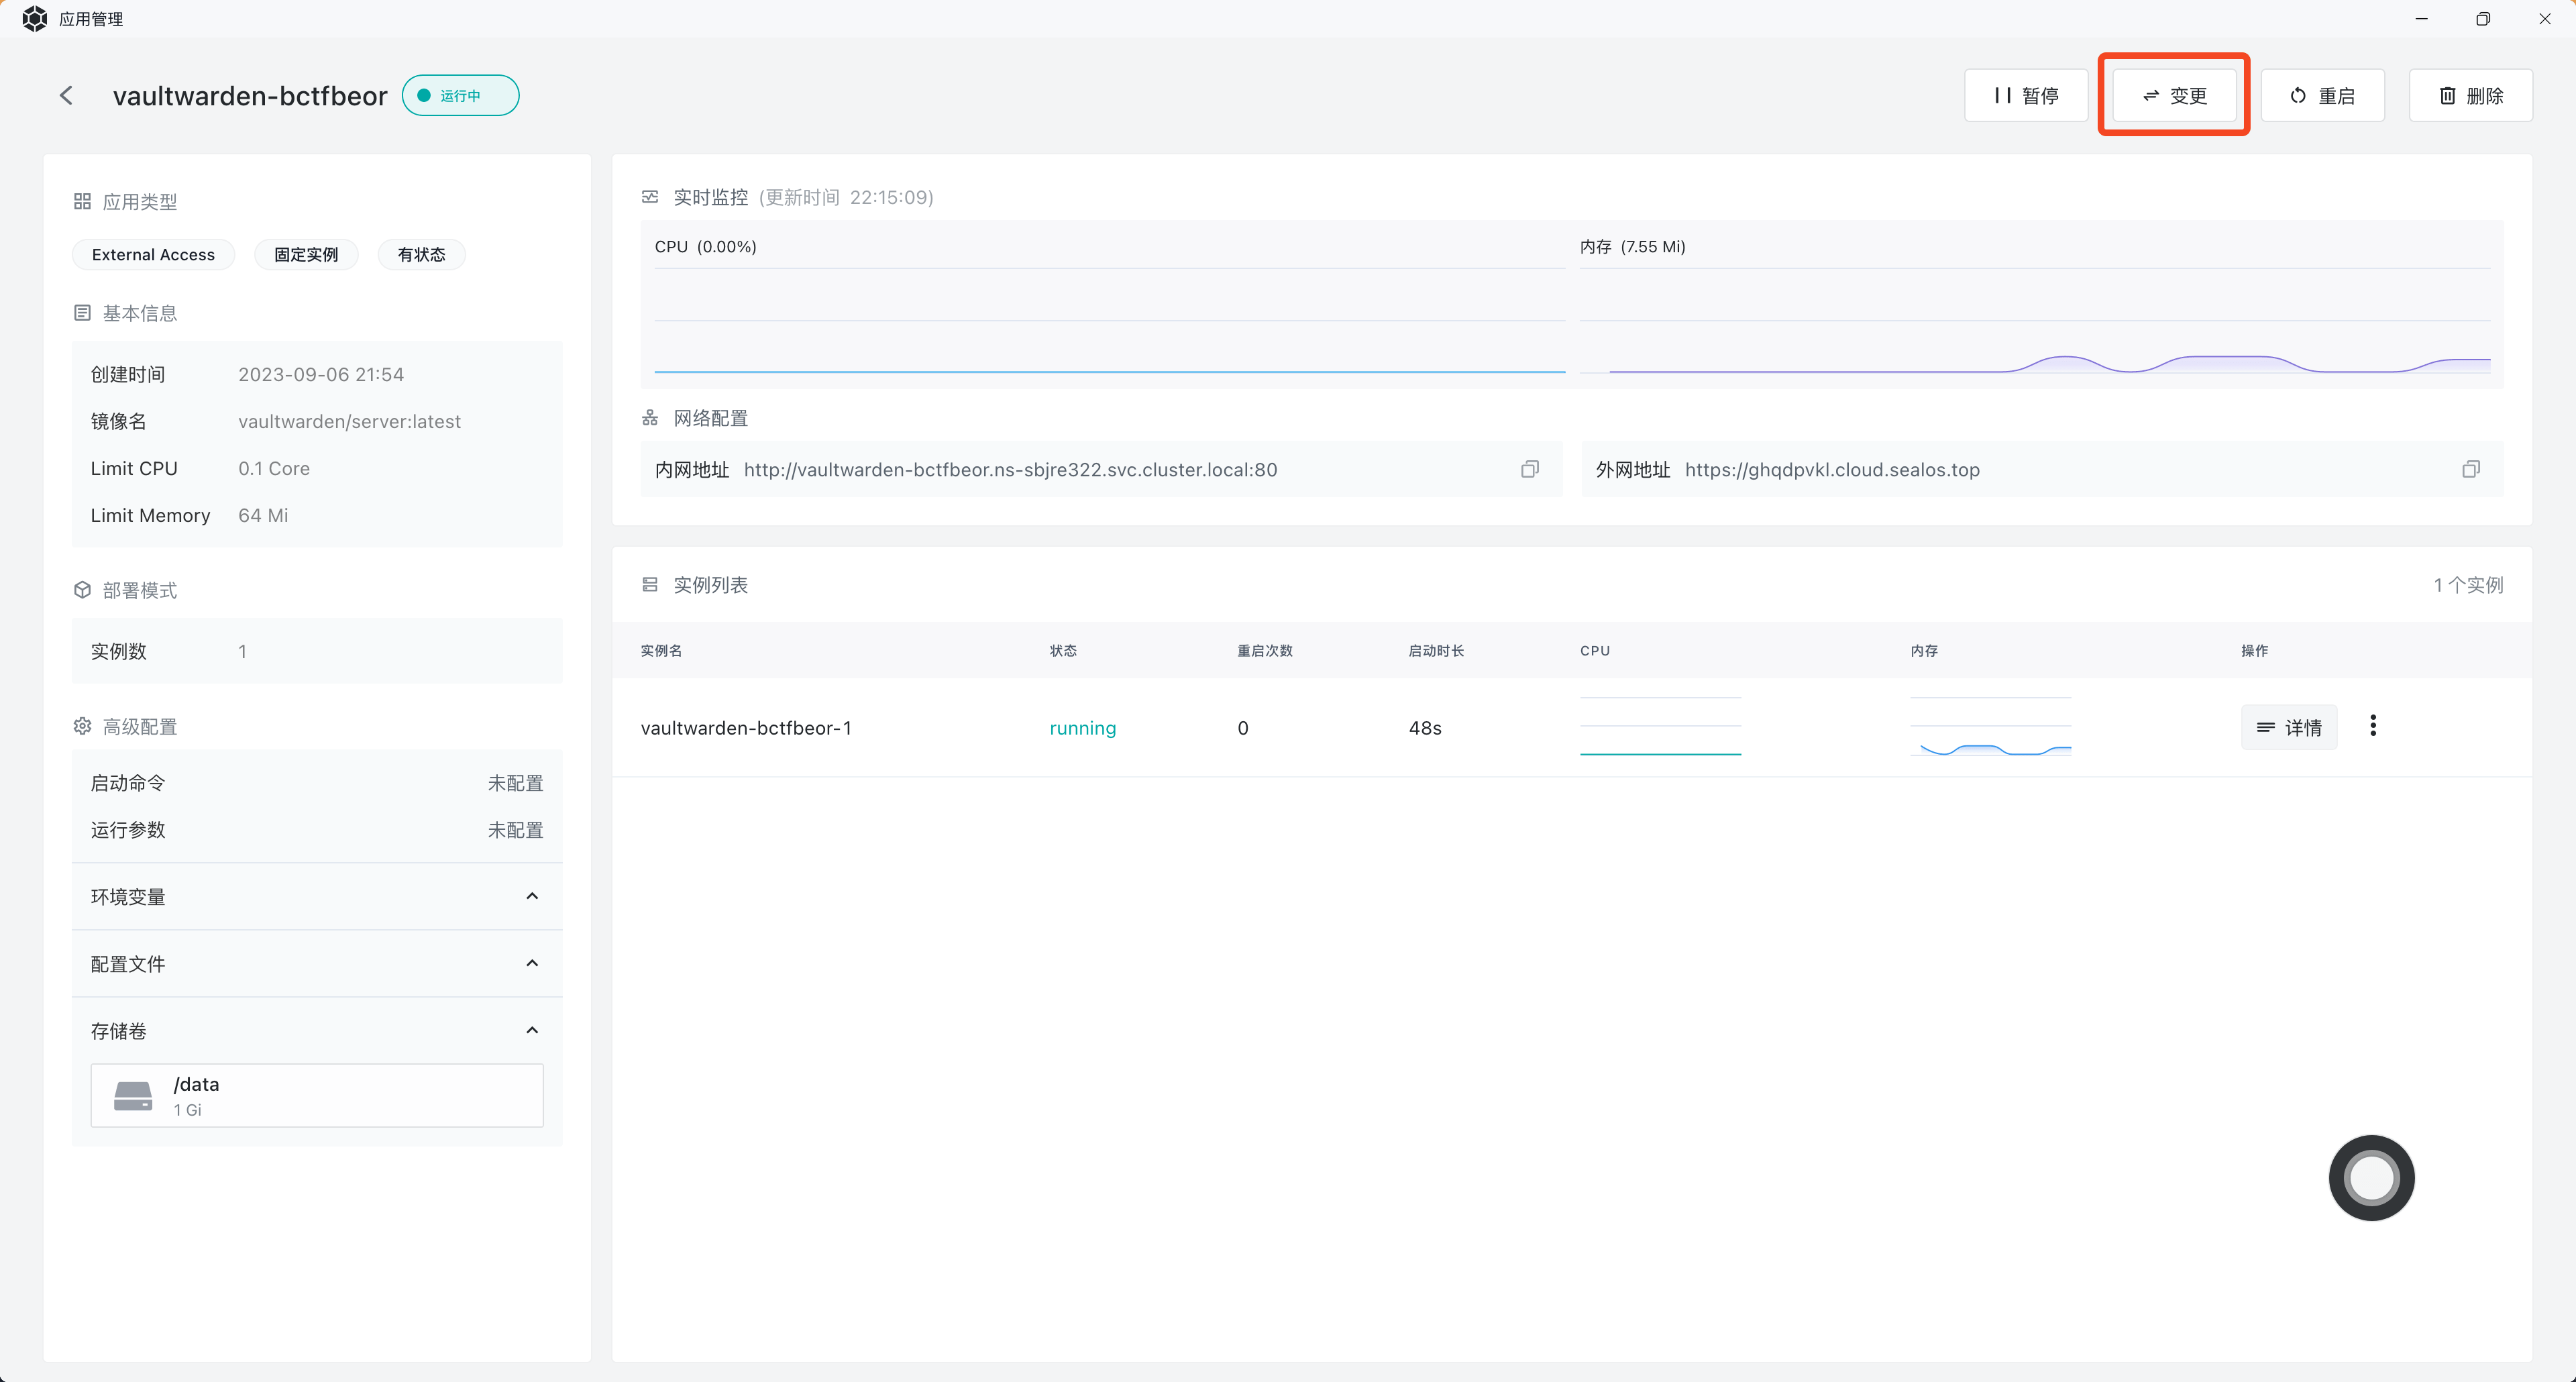 应用管理
vaultwarden-bctfbeor
运行中
暂停
变更
重启
删除
应用类型
External Access
固定实例
有状态
基本信息
创建时间 2023-09-06 21:54
镜像名 vaultwarden/server:latest
Limit CPU 0.1 Core
Limit Memory 64 Mi
部署模式
实例数 1
高级配置
启动命令 未配置
运行参数 未配置
环境变量
配置文件
存储卷
/data
1 Gi
实时监控 (更新时间 22:15:09)
CPU (0.00%)
内存 (7.55 Mi)
网络配置
内网地址 http://vaultwarden-bctfbeor.ns-sbjre322.svc.cluster.local:80
外网地址 https://ghqdpvkl.cloud.sealos.top
实例列表
1 个实例
实例名 状态 重启次数 启动时长 CPU 内存 操作
vaultwarden-bctfbeor-1 running 0 48s 详情